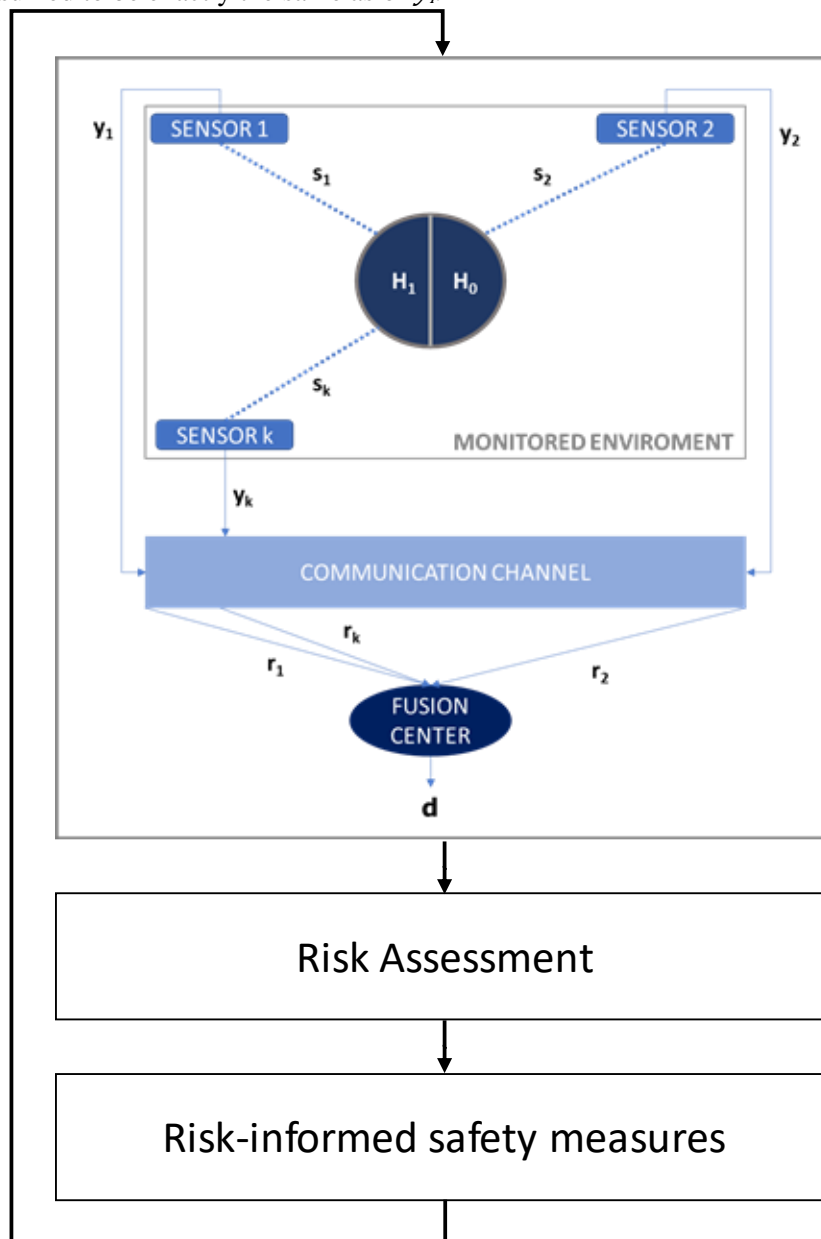 y₁
SENSOR 1
SENSOR 2
y₂
s₁
s₂
H₁
H₀
sₖ
SENSOR k
MONITORED ENVIROMENT
yₖ
COMMUNICATION CHANNEL
rₖ
r₁
r₂
FUSION
CENTER
d
Risk Assessment
Risk-informed safety measures